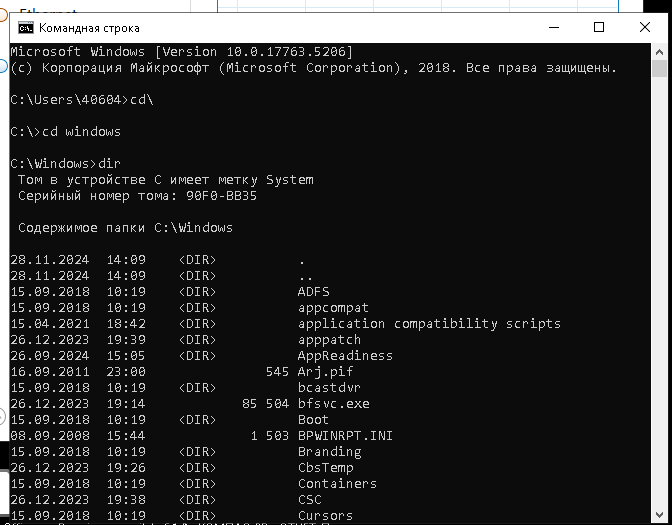 Ethernet
Командная строка
Microsoft Windows [Version 10.0.17763.5206]
(c) Корпорация Майкрософт (Microsoft Corporation), 2018. Все права защищены.
C:\Users\40604>cd\
C:\>cd windows
C:\Windows>dir
Том в устройстве C имеет метку System
Серийный номер тома: 90F0-BB35
Содержимое папки C:\Windows
28.11.2024  14:09    <DIR>          .
28.11.2024  14:09    <DIR>          ..
15.09.2018  10:19    <DIR>          ADFS
15.09.2018  10:19    <DIR>          appcompat
15.04.2021  18:42    <DIR>          application compatibility scripts
26.12.2023  19:39    <DIR>          apppatch
26.09.2024  15:05    <DIR>          AppReadiness
16.09.2011  23:00               545 Arj.pif
15.09.2018  10:19    <DIR>          bcastdvr
26.12.2023  19:14            85 504 bfsvc.exe
15.09.2018  10:19    <DIR>          Boot
08.09.2008  15:44             1 503 BPWINRPT.INI
15.09.2018  10:19    <DIR>          Branding
26.12.2023  19:26    <DIR>          CbsTemp
15.09.2018  10:19    <DIR>          Containers
26.12.2023  19:38    <DIR>          CSC
15.09.2018  10:19    <DIR>          Cursors